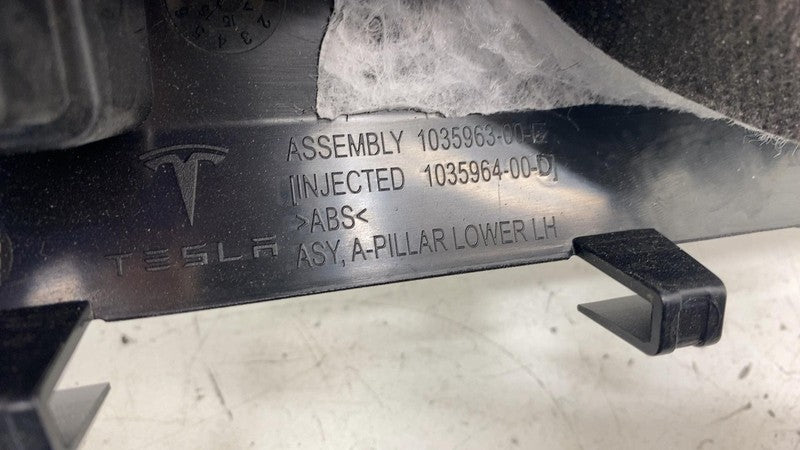 ASSEMBLY 1035963-00-E
[INJECTED 1035964-00-D]
>ABS<
ASY, A-PILLAR LOWER LH
TESLA